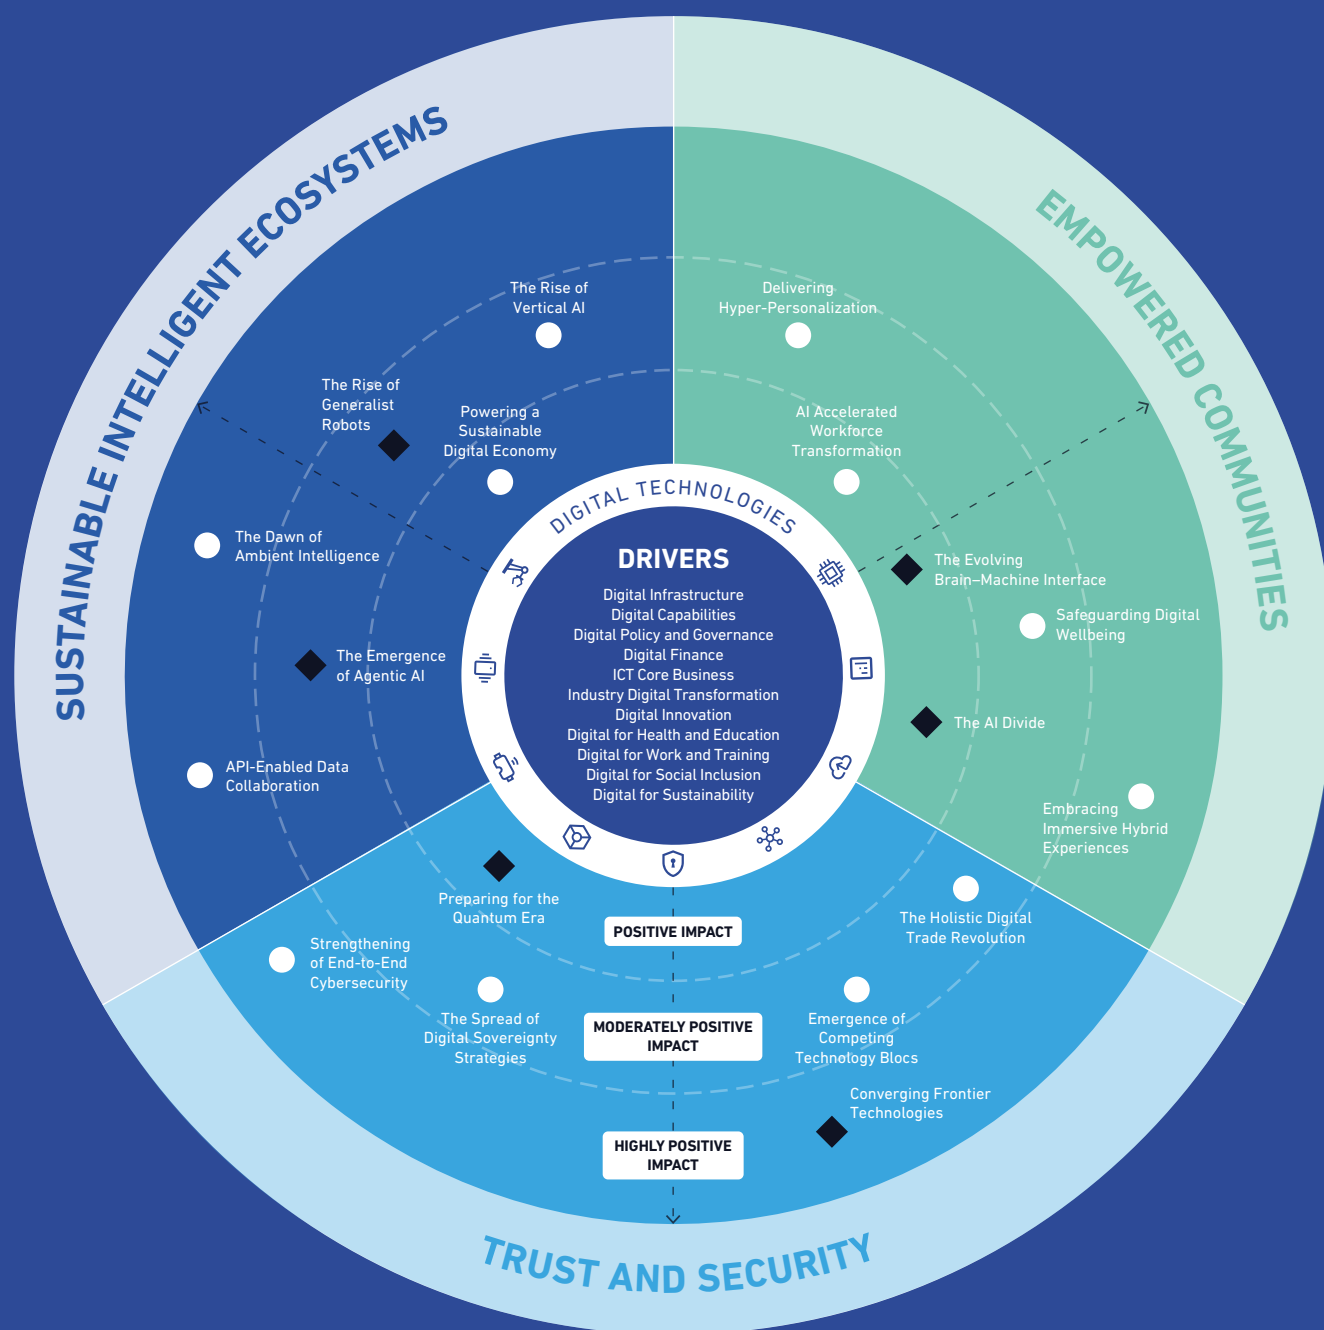 SUSTAINABLE INTELLIGENT ECOSYSTEMS
EMPOWERED COMMUNITIES
The Rise of
Vertical AI
The Rise of
Generalist
Robots
Powering a
Sustainable
Digital Economy
The Dawn of
Ambient Intelligence
The Emergence
of Agentic AI
API-Enabled Data
Collaboration
Delivering
Hyper-Personalization
AI Accelerated
Workforce
Transformation
The Evolving
Brain–Machine Interface
Safeguarding Digital
Wellbeing
The AI Divide
Embracing
Immersive Hybrid
Experiences
DIGITAL TECHNOLOGIES
DRIVERS
Digital Infrastructure
Digital Capabilities
Digital Policy and Governance
Digital Finance
ICT Core Business
Industry Digital Transformation
Digital Innovation
Digital for Health and Education
Digital for Work and Training
Digital for Social Inclusion
Digital for Sustainability
Preparing for the
Quantum Era
Strengthening
of End-to-End
Cybersecurity
The Spread of
Digital Sovereignty
Strategies
POSITIVE IMPACT
MODERATELY POSITIVE
IMPACT
HIGHLY POSITIVE
IMPACT
The Holistic Digital
Trade Revolution
Emergence of
Competing
Technology Blocs
Converging Frontier
Technologies
TRUST AND SECURITY